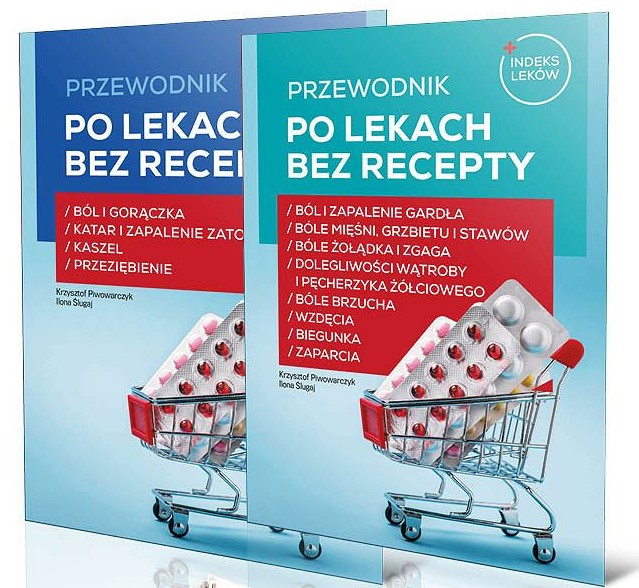 PRZEWODNIK
PO LEKAC
BEZ RECE
/ BÓL I GORĄCZKA
/ KATAR I ZAPALENIE ZATO
/ KASZEL
/ PRZEZIĘBIENIE
Krzysztof Piwowarczyk
Ilona Ślugaj
INDEKS
LEKÓW
PRZEWODNIK
PO LEKACH
BEZ RECEPTY
/ BÓL I ZAPALENIE GARDŁA
/ BÓLE MIĘŚNI, GRZBIETU I STAWÓW
/ BÓLE ŻOŁĄDKA I ZGAGA
/ DOLEGLIWOŚCI WĄTROBY
I PĘCHERZYKA ŻÓŁCIOWEGO
/ BÓLE BRZUCHA
/ WZDĘCIA
/ BIEGUNKA
/ ZAPARCIA
Krzysztof Piwowarczyk
Ilona Ślugaj